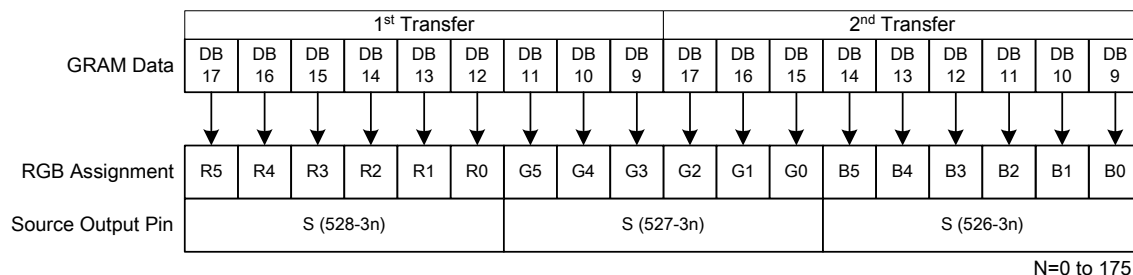 1st Transfer 2nd Transfer
GRAM Data DB 17 DB 16 DB 15 DB 14 DB 13 DB 12 DB 11 DB 10 DB 9 DB 17 DB 16 DB 15 DB 14 DB 13 DB 12 DB 11 DB 10 DB 9
RGB Assignment R5 R4 R3 R2 R1 R0 G5 G4 G3 G2 G1 G0 B5 B4 B3 B2 B1 B0
Source Output Pin S (528-3n) S (527-3n) S (526-3n)
N=0 to 175